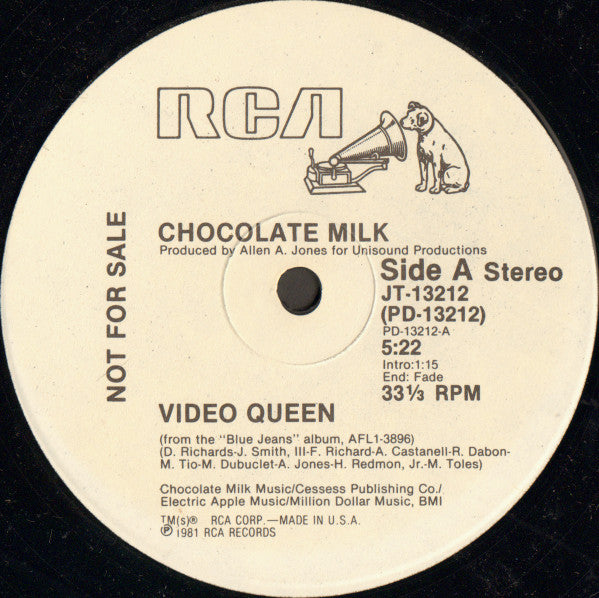 RCA
NOT FOR SALE
CHOCOLATE MILK
Produced by Allen A. Jones for Unisound Productions
Side A Stereo
JT-13212
(PD-13212)
PD-13212-A
5:22
Intro:1:15
End: Fade
33⅓ RPM
VIDEO QUEEN
(from the "Blue Jeans" album, AFL1-3896)
(D. Richards-J. Smith, III-F. Richard-A. Castanell-R. Dabon-
M. Tio-M. Dubuclet-A. Jones-H. Redmon, Jr.-M. Toles)
Chocolate Milk Music/Cessess Publishing Co./
Electric Apple Music/Million Dollar Music, BMI
TM(s)® RCA CORP.—MADE IN U.S.A.
℗ 1981 RCA RECORDS